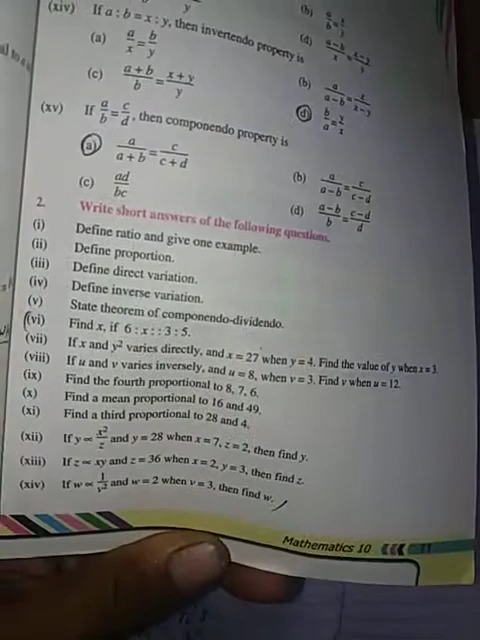 y
(b) b/a = y/x
(xiv) If a : b = x : y, then invertendo property is
(a) a/x = b/y
(d) a−b/x = x−y/y
(c) a+b/b = x+y/y
(b) a/a−b = x/x−y
(d) b/a = y/x
(xv) If a/b = c/d, then componendo property is
(a) a/a+b = c/c+d
(b) a/a−b = c/c−d
(c) ad/bc
(d) a−b/b = c−d/d
2. Write short answers of the following questions.
(i) Define ratio and give one example.
(ii) Define proportion.
(iii) Define direct variation.
(iv) Define inverse variation.
(v) State theorem of componendo-dividendo.
(vi) Find x, if 6 : x : : 3 : 5.
(vii) If x and y² varies directly, and x = 27 when y = 4. Find the value of y when x = 3.
(viii) If u and v varies inversely, and u = 8, when v = 3. Find v when u = 12.
(ix) Find the fourth proportional to 8, 7, 6.
(x) Find a mean proportional to 16 and 49.
(xi) Find a third proportional to 28 and 4.
(xii) If y ∝ x²/z and y = 28 when x = 7, z = 2, then find y.
(xiii) If z ∝ xy and z = 36 when x = 2, y = 3, then find z.
(xiv) If w ∝ 1/v² and w = 2 when v = 3, then find w.
Mathematics 10